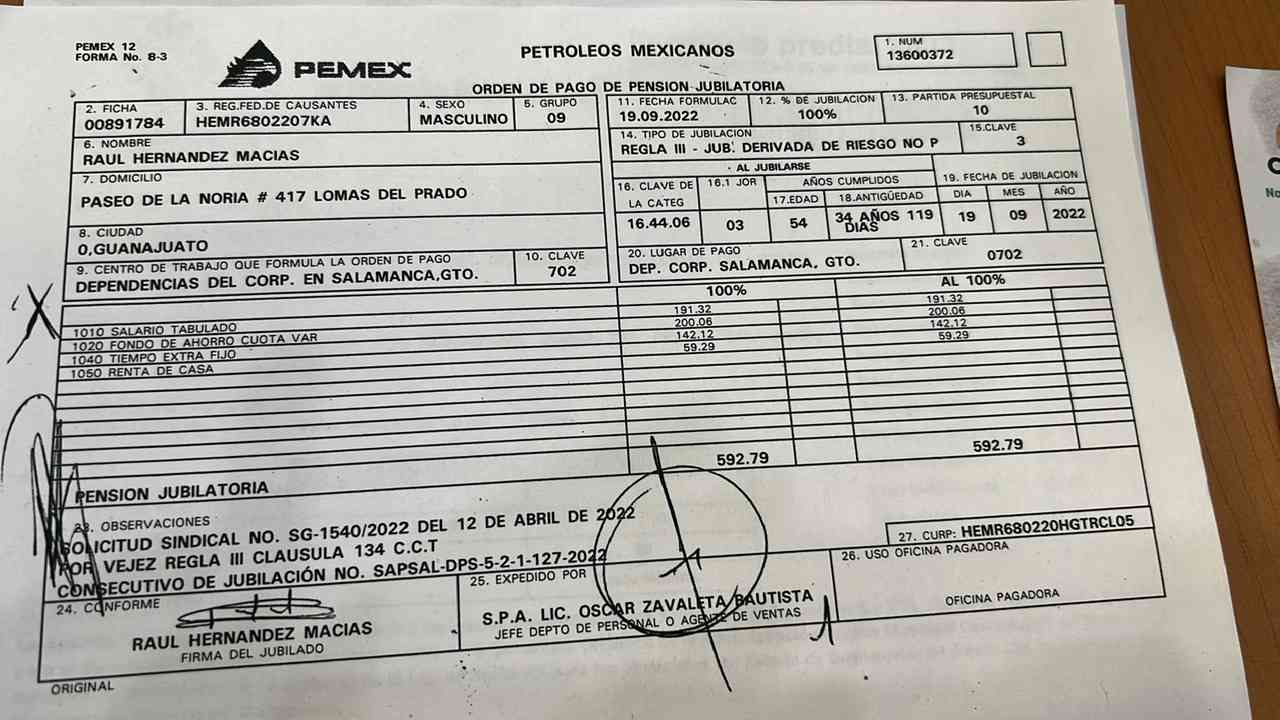 PEMEX 12
FORMA No. 8-3
PEMEX
PETROLEOS MEXICANOS
1. NUM
13600372
ORDEN DE PAGO DE PENSION JUBILATORIA
2. FICHA
00891784
3. REG.FED.DE CAUSANTES
HEMR6802207KA
4. SEXO
MASCULINO
5. GRUPO
09
11. FECHA FORMULAC
19.09.2022
12. % DE JUBILACION
100%
13. PARTIDA PRESUPUESTAL
10
6. NOMBRE
RAUL HERNANDEZ MACIAS
14. TIPO DE JUBILACION
REGLA III - JUB. DERIVADA DE RIESGO NO P
15.CLAVE
3
7. DOMICILIO
PASEO DE LA NORIA # 417 LOMAS DEL PRADO
AL JUBILARSE
16. CLAVE DE
LA CATEG
16.44.06
16.1 JOR
03
AÑOS CUMPLIDOS
17.EDAD
54
18.ANTIGÜEDAD
34 AÑOS 119
DIAS
19. FECHA DE JUBILACION
DIA MES AÑO
19 09 2022
8. CIUDAD
0,GUANAJUATO
9. CENTRO DE TRABAJO QUE FORMULA LA ORDEN DE PAGO
DEPENDENCIAS DEL CORP. EN SALAMANCA,GTO.
10. CLAVE
702
20. LUGAR DE PAGO
DEP. CORP. SALAMANCA, GTO.
21. CLAVE
0702
100% AL 100%
1010 SALARIO TABULADO 191.32 191.32
1020 FONDO DE AHORRO CUOTA VAR 200.06 200.06
1040 TIEMPO EXTRA FIJO 142.12 142.12
1050 RENTA DE CASA 59.29 59.29
592.79 592.79
PENSION JUBILATORIA
23. OBSERVACIONES
SOLICITUD SINDICAL NO. SG-1540/2022 DEL 12 DE ABRIL DE 2022
POR VEJEZ REGLA III CLAUSULA 134 C.C.T
CONSECUTIVO DE JUBILACIÓN NO. SAPSAL-DPS-5-2-1-127-2022
27. CURP: HEMR680220HGTRCL05
24. CONFORME
RAUL HERNANDEZ MACIAS
FIRMA DEL JUBILADO
25. EXPEDIDO POR
S.P.A. LIC. OSCAR ZAVALETA BAUTISTA
JEFE DEPTO DE PERSONAL O AGENTE DE VENTAS
26. USO OFICINA PAGADORA
OFICINA PAGADORA
ORIGINAL